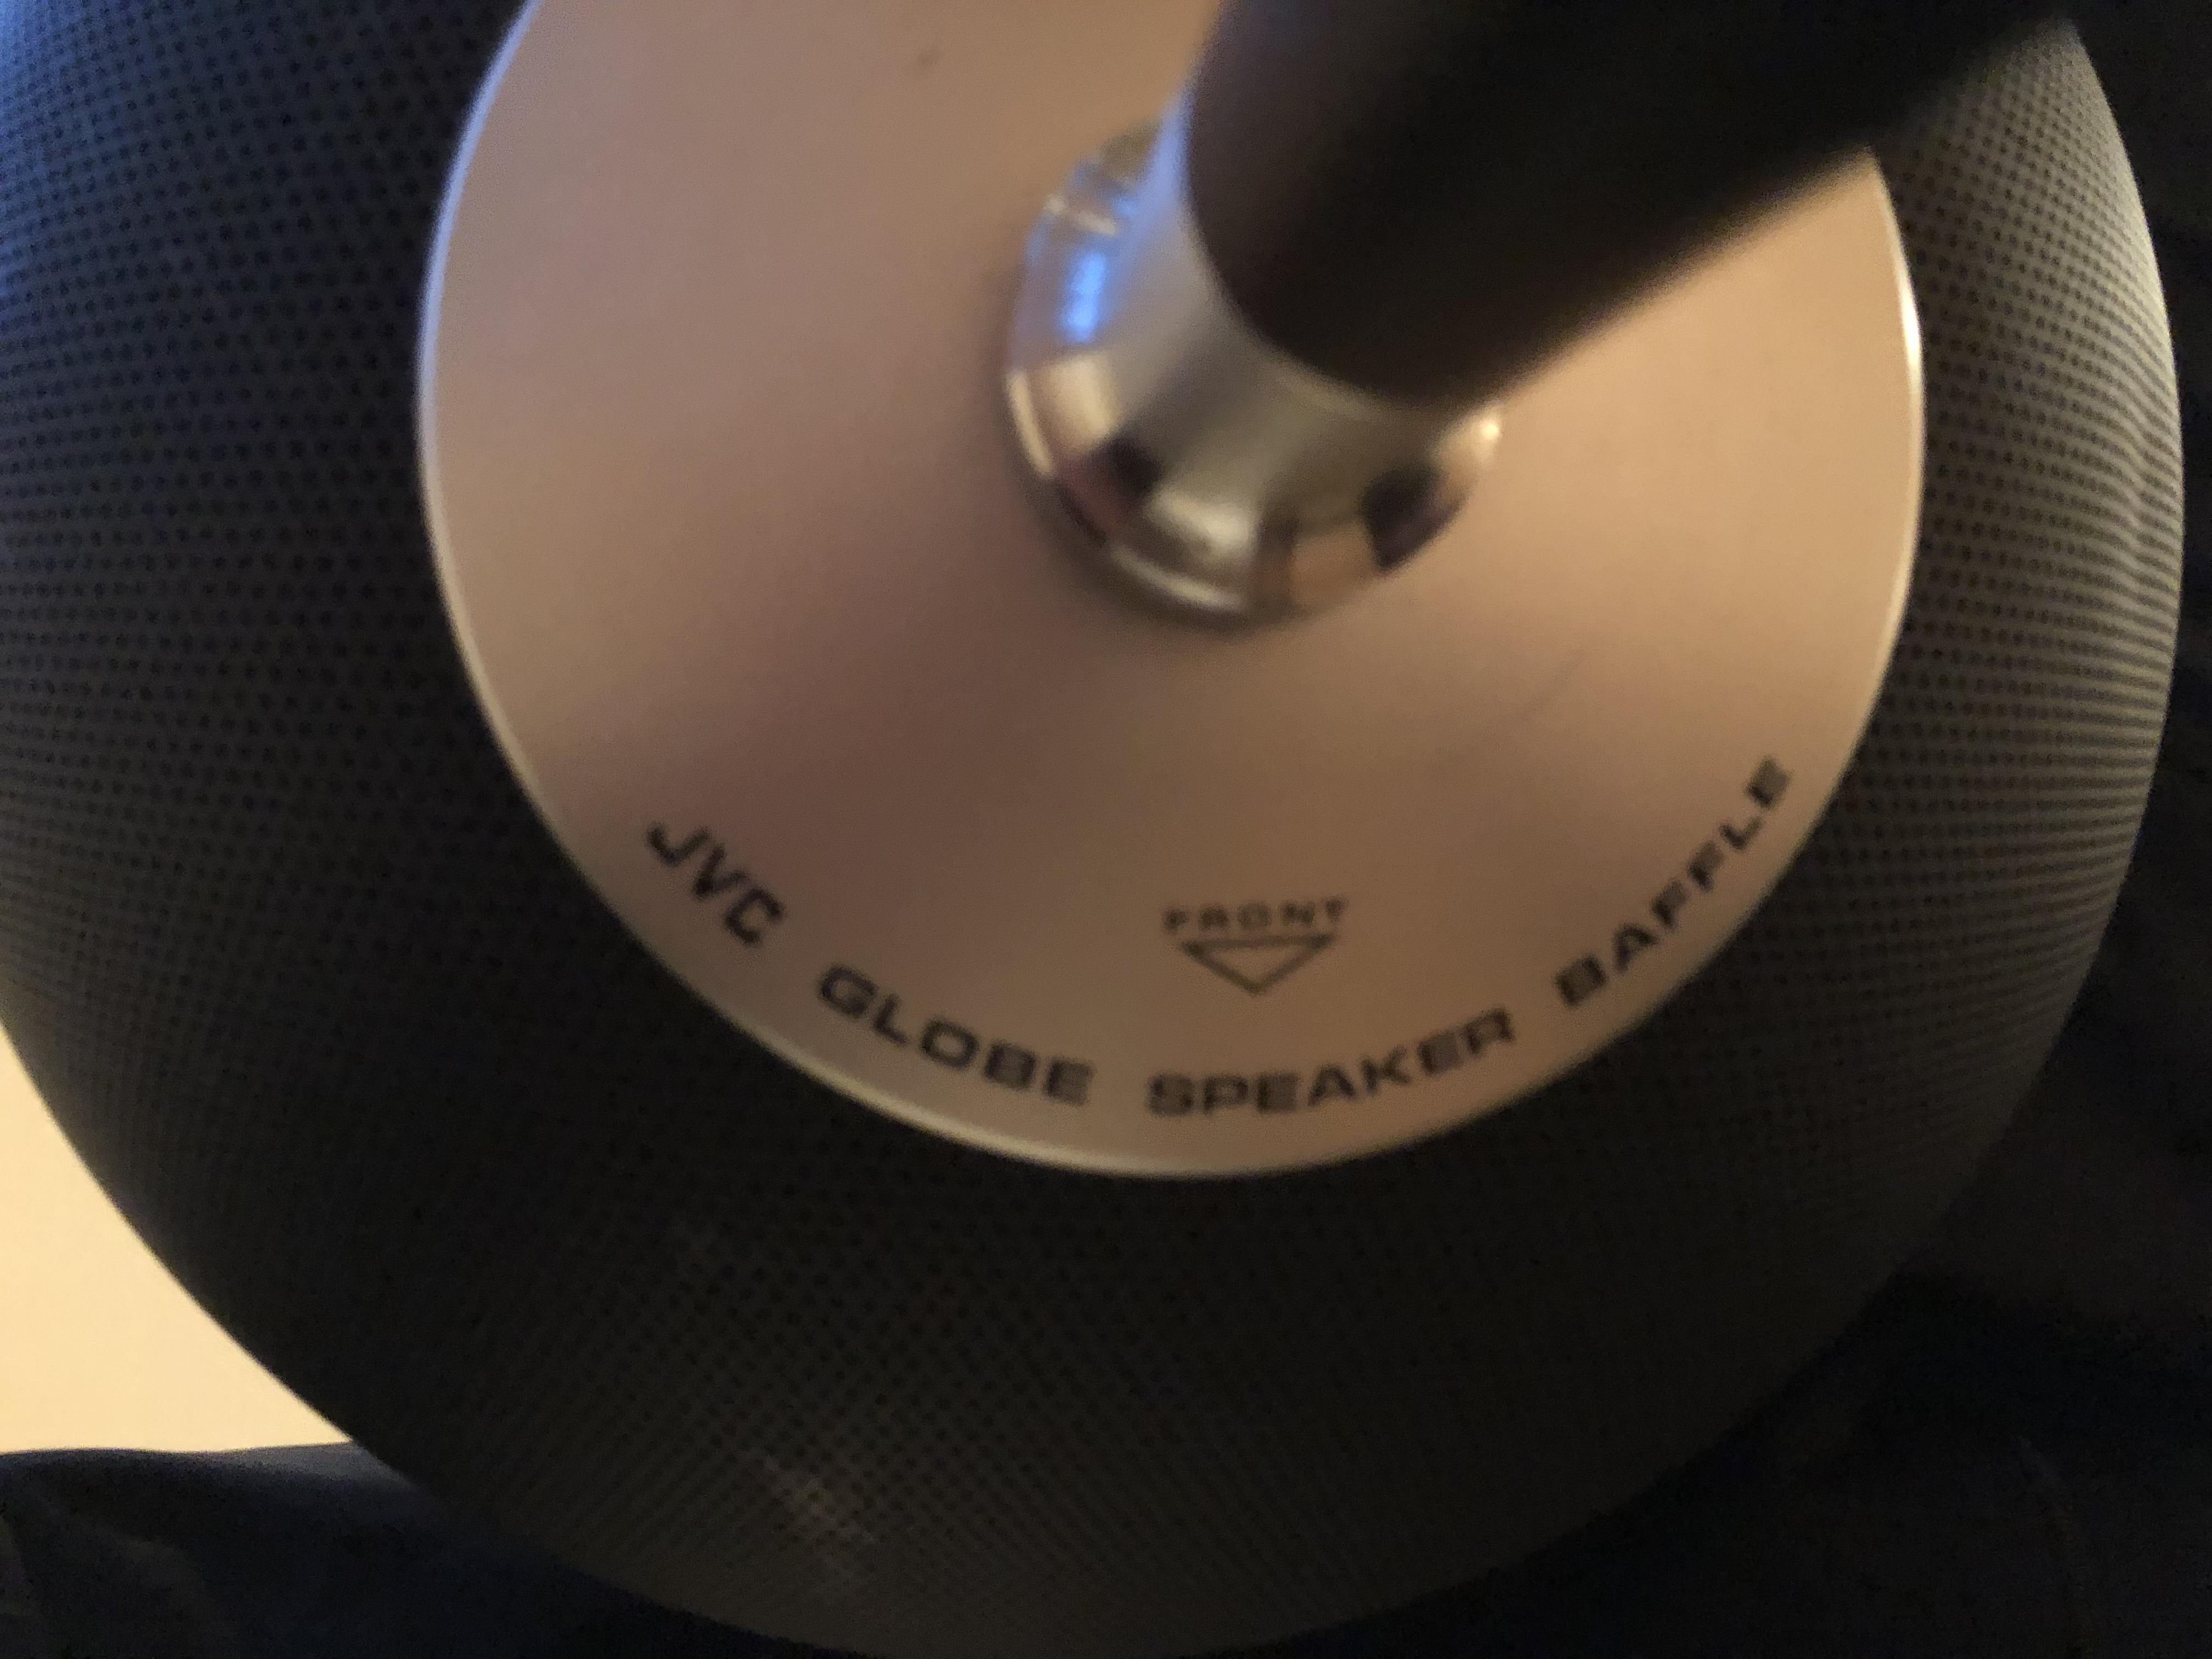 FRONT
JVC GLOBE SPEAKER BAFFLE